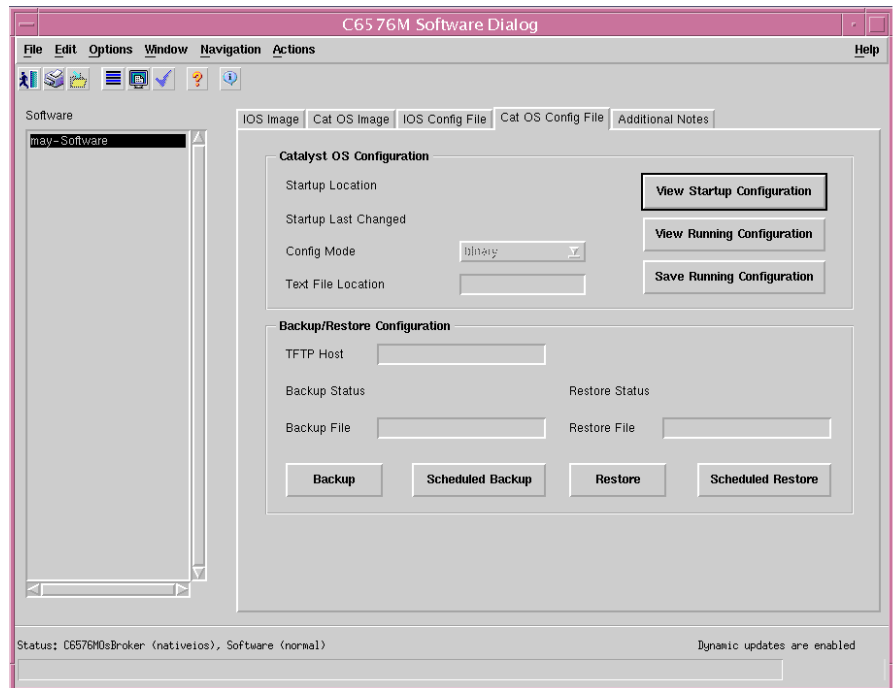 C6576M Software Dialog
File Edit Options Window Navigation Actions Help
Software
may-Software
IOS Image Cat OS Image IOS Config File Cat OS Config File Additional Notes
Catalyst OS Configuration
Startup Location
View Startup Configuration
Startup Last Changed
View Running Configuration
Config Mode binary
Save Running Configuration
Text File Location
Backup/Restore Configuration
TFTP Host
Backup Status Restore Status
Backup File Restore File
Backup Scheduled Backup Restore Scheduled Restore
Status: C6576MOsBroker (nativeios), Software (normal) Dynamic updates are enabled